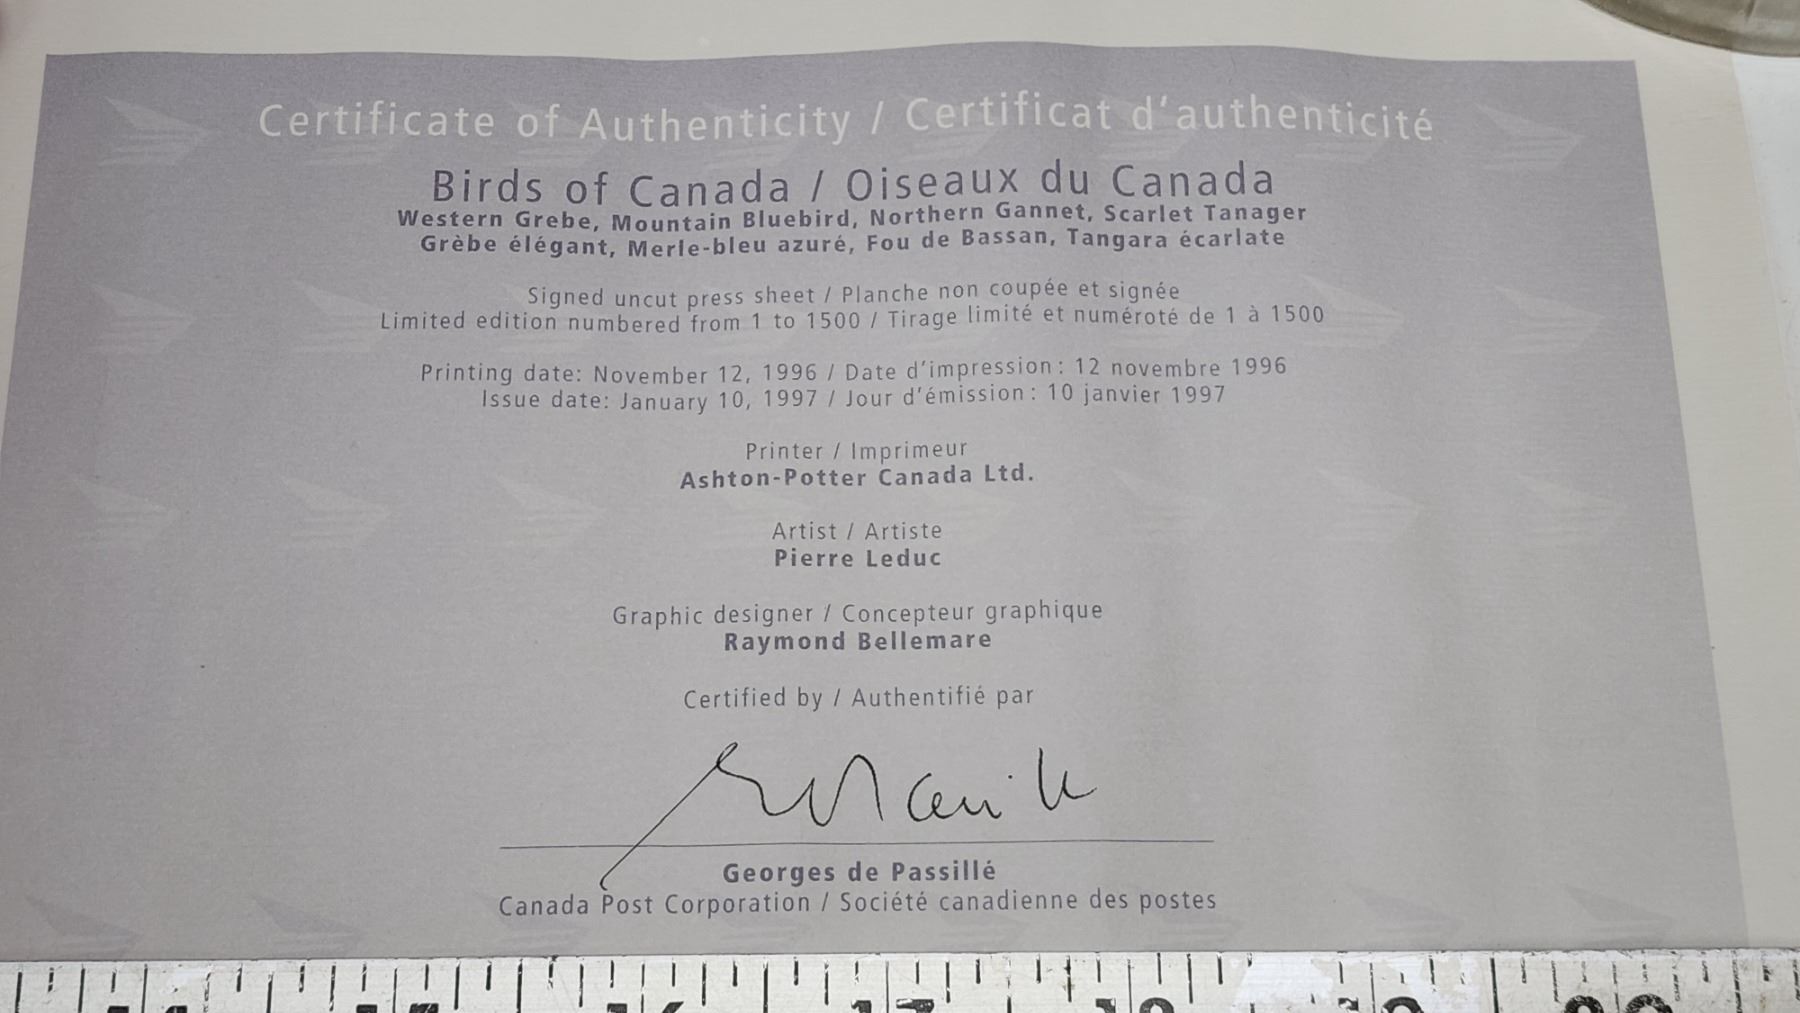 Certificate of Authenticity / Certificat d'authenticité
Birds of Canada / Oiseaux du Canada
Western Grebe, Mountain Bluebird, Northern Gannet, Scarlet Tanager
Grèbe élégant, Merle-bleu azuré, Fou de Bassan, Tangara écarlate
Signed uncut press sheet / Planche non coupée et signée
Limited edition numbered from 1 to 1500 / Tirage limité et numéroté de 1 à 1500
Printing date: November 12, 1996 / Date d'impression : 12 novembre 1996
Issue date: January 10, 1997 / Jour d'émission : 10 janvier 1997
Printer / Imprimeur
Ashton-Potter Canada Ltd.
Artist / Artiste
Pierre Leduc
Graphic designer / Concepteur graphique
Raymond Bellemare
Certified by / Authentifié par
Georges de Passillé
Canada Post Corporation / Société canadienne des postes